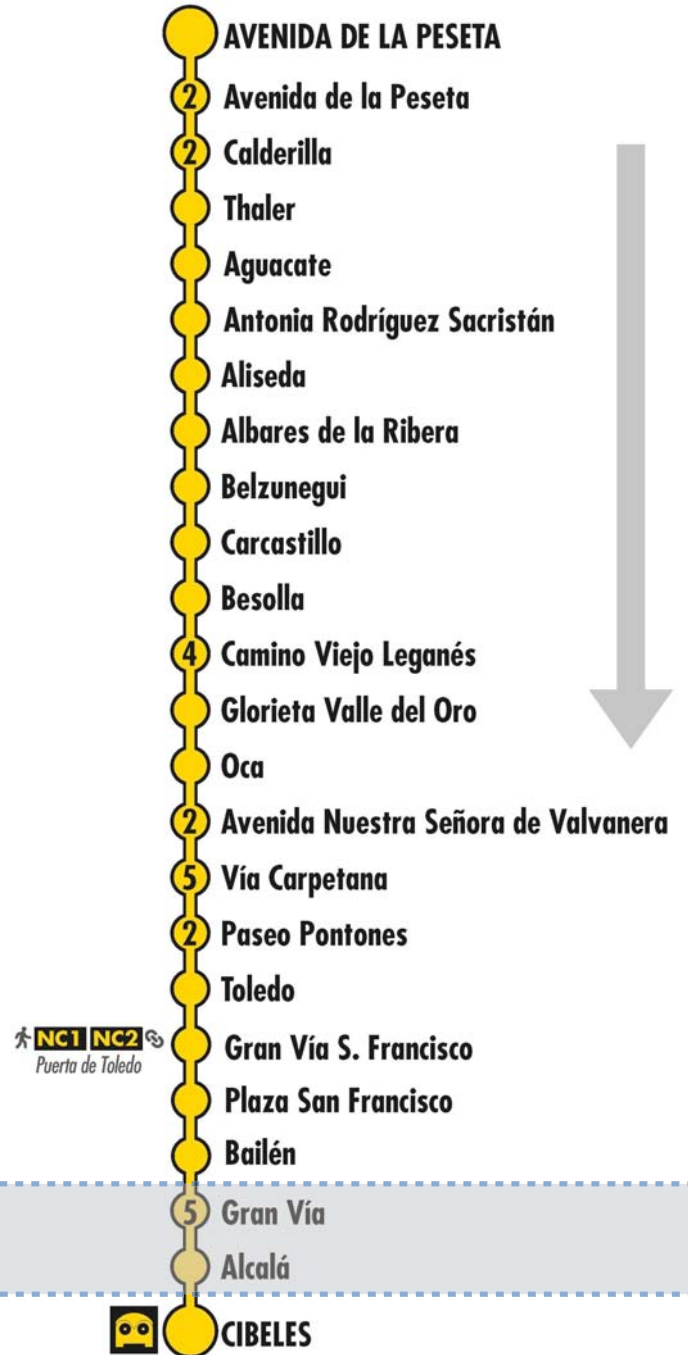 AVENIDA DE LA PESETA
2 Avenida de la Peseta
2 Calderilla
Thaler
Aguacate
Antonia Rodríguez Sacristán
Aliseda
Albares de la Ribera
Belzunegui
Carcastillo
Besolla
4 Camino Viejo Leganés
Glorieta Valle del Oro
Oca
2 Avenida Nuestra Señora de Valvanera
5 Vía Carpetana
2 Paseo Pontones
Toledo
NC1 NC2 Gran Vía S. Francisco
Puerta de Toledo
Plaza San Francisco
Bailén
5 Gran Vía
Alcalá
CIBELES